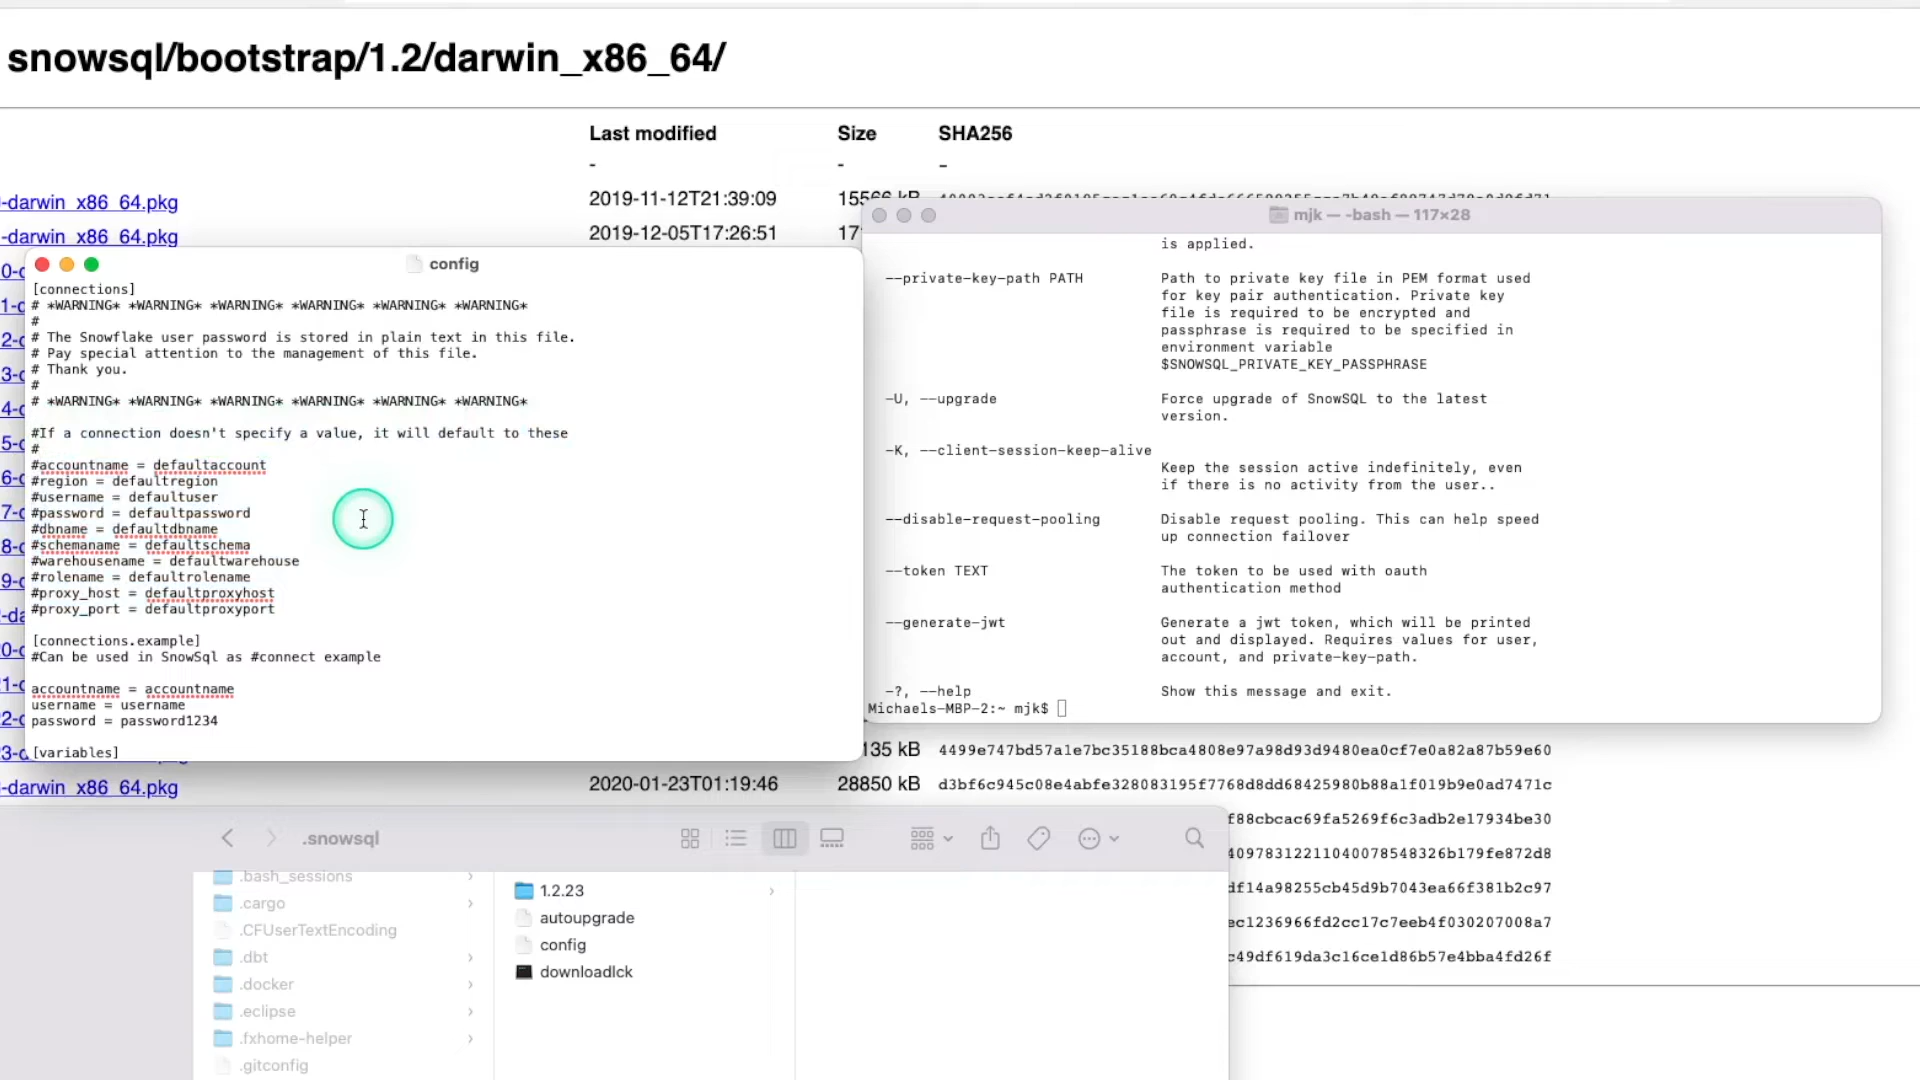 snowsql/bootstrap/1.2/darwin_x86_64/
Last modified Size SHA256
- - -
-darwin_x86_64.pkg 2019-11-12T21:39:09 15566 kB
-darwin_x86_64.pkg 2019-12-05T17:26:51
config
[connections]
# *WARNING* *WARNING* *WARNING* *WARNING* *WARNING* *WARNING*
#
# The Snowflake user password is stored in plain text in this file.
# Pay special attention to the management of this file.
# Thank you.
#
# *WARNING* *WARNING* *WARNING* *WARNING* *WARNING* *WARNING*
#If a connection doesn't specify a value, it will default to these
#
#accountname = defaultaccount
#region = defaultregion
#username = defaultuser
#password = defaultpassword
#dbname = defaultdbname
#schemaname = defaultschema
#warehousename = defaultwarehouse
#rolename = defaultrolename
#proxy_host = defaultproxyhost
#proxy_port = defaultproxyport
[connections.example]
#Can be used in SnowSql as #connect example
accountname = accountname
username = username
password = password1234
[variables]
mjk — -bash — 117×28
is applied.
--private-key-path PATH Path to private key file in PEM format used
for key pair authentication. Private key
file is required to be encrypted and
passphrase is required to be specified in
environment variable
$SNOWSQL_PRIVATE_KEY_PASSPHRASE
-U, --upgrade Force upgrade of SnowSQL to the latest
version.
-K, --client-session-keep-alive
Keep the session active indefinitely, even
if there is no activity from the user..
--disable-request-pooling Disable request pooling. This can help speed
up connection failover
--token TEXT The token to be used with oauth
authentication method
--generate-jwt Generate a jwt token, which will be printed
out and displayed. Requires values for user,
account, and private-key-path.
-?, --help Show this message and exit.
Michaels-MBP-2:~ mjk$
135 kB 4499e747bd57a1e7bc35188bca4808e97a98d93d9480ea0cf7e0a82a87b59e60
-darwin_x86_64.pkg 2020-01-23T01:19:46 28850 kB d3bf6c945c08e4abfe328083195f7768d8dd68425980b88a1f019b9e0ad7471c
f88cbcac69fa5269f6c3adb2e17934be30
4097831221104007854832​6b179fe872d8
df14a98255cb45d9b7043ea66f381b2c97
ec1236966fd2cc17c7eeb4f030207008a7
c49df619da3c16ce1d86b57e4bba4fd26f
.snowsql
.bash_sessions
.cargo
.CFUserTextEncoding
.dbt
.docker
.eclipse
.fxhome-helper
.gitconfig
1.2.23
autoupgrade
config
downloadlck